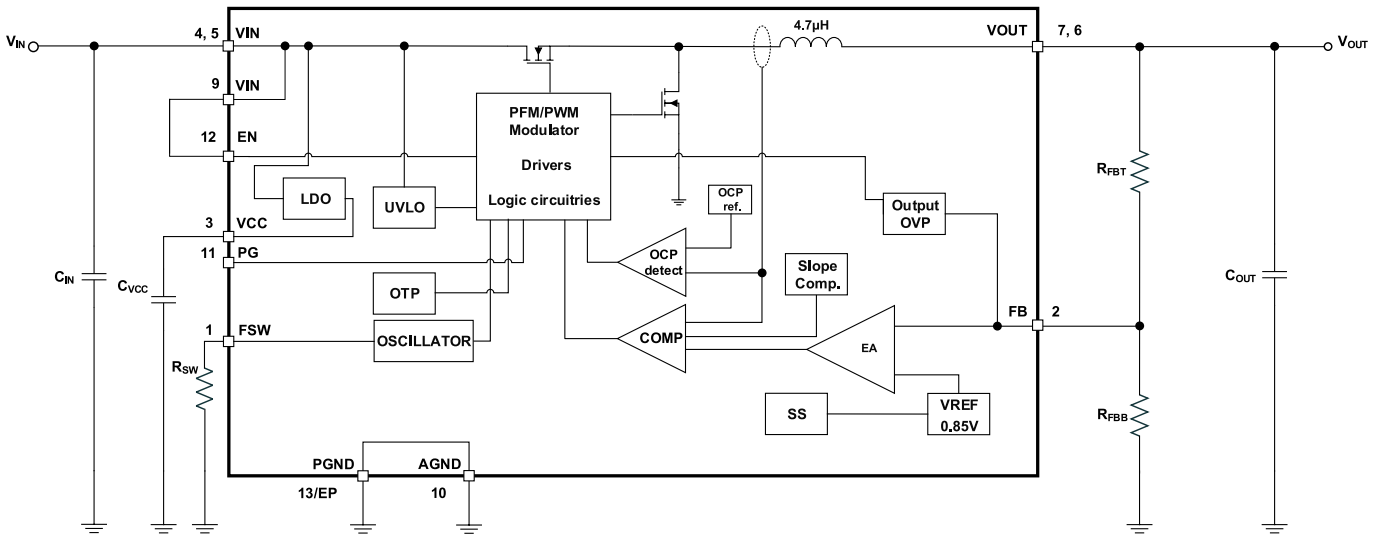 4.7µH
VIN
4, 5
VIN
VOUT
7, 6
VOUT
9
VIN
PFM/PWM
Modulator
Drivers
Logic circuitries
12
EN
RFBT
LDO
UVLO
OCP
ref.
Output
OVP
3
VCC
11
PG
OCP
detect
Slope
Comp.
CIN
CVCC
OTP
COUT
1
FSW
OSCILLATOR
COMP
EA
FB
2
RSW
SS
VREF
0.85V
RFBB
PGND
AGND
13/EP
10